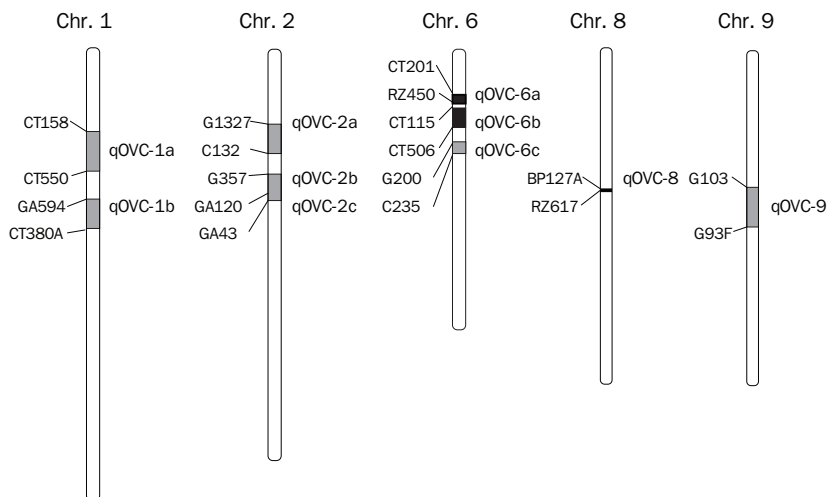 Chr. 1
Chr. 2
Chr. 6
Chr. 8
Chr. 9
CT158
qOVC-1a
CT550
GA594
qOVC-1b
CT380A
G1327
qOVC-2a
C132
G357
qOVC-2b
GA120
qOVC-2c
GA43
CT201
RZ450
qOVC-6a
CT115
qOVC-6b
CT506
qOVC-6c
G200
C235
BP127A
qOVC-8
RZ617
G103
qOVC-9
G93F